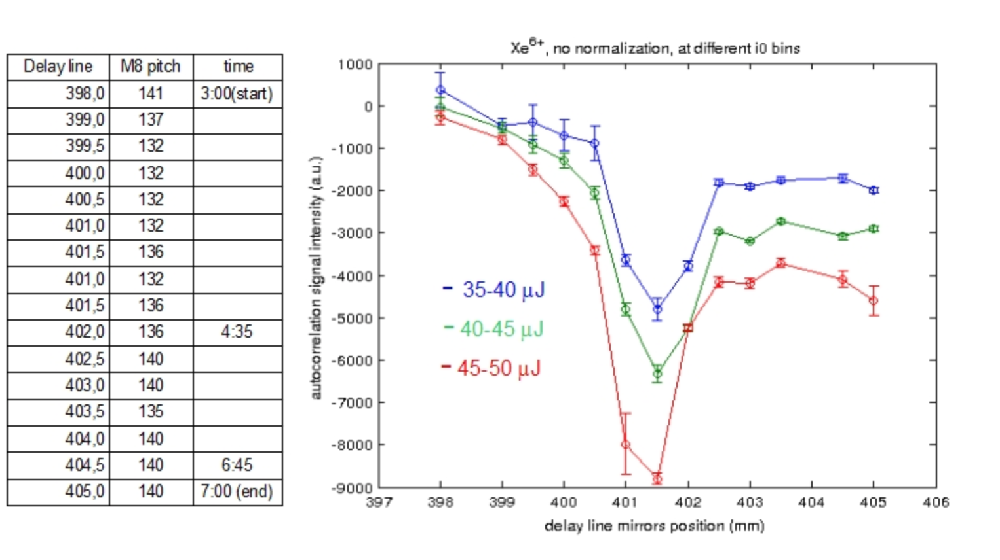 Delay line M8 pitch time
398,0 141 3:00(start)
399,0 137
399,5 132
400,0 132
400,5 132
401,0 132
401,5 136
401,0 132
401,5 136
402,0 136 4:35
402,5 140
403,0 140
403,5 135
404,0 140
404,5 140 6:45
405,0 140 7:00 (end)
Xe6+, no normalization, at different i0 bins
autocorrelation signal intensity (a.u.)
1000
0
-1000
-2000
-3000
-4000
-5000
-6000
-7000
-8000
-9000
35-40 μJ
40-45 μJ
45-50 μJ
397 398 399 400 401 402 403 404 405 406
delay line mirrors position (mm)